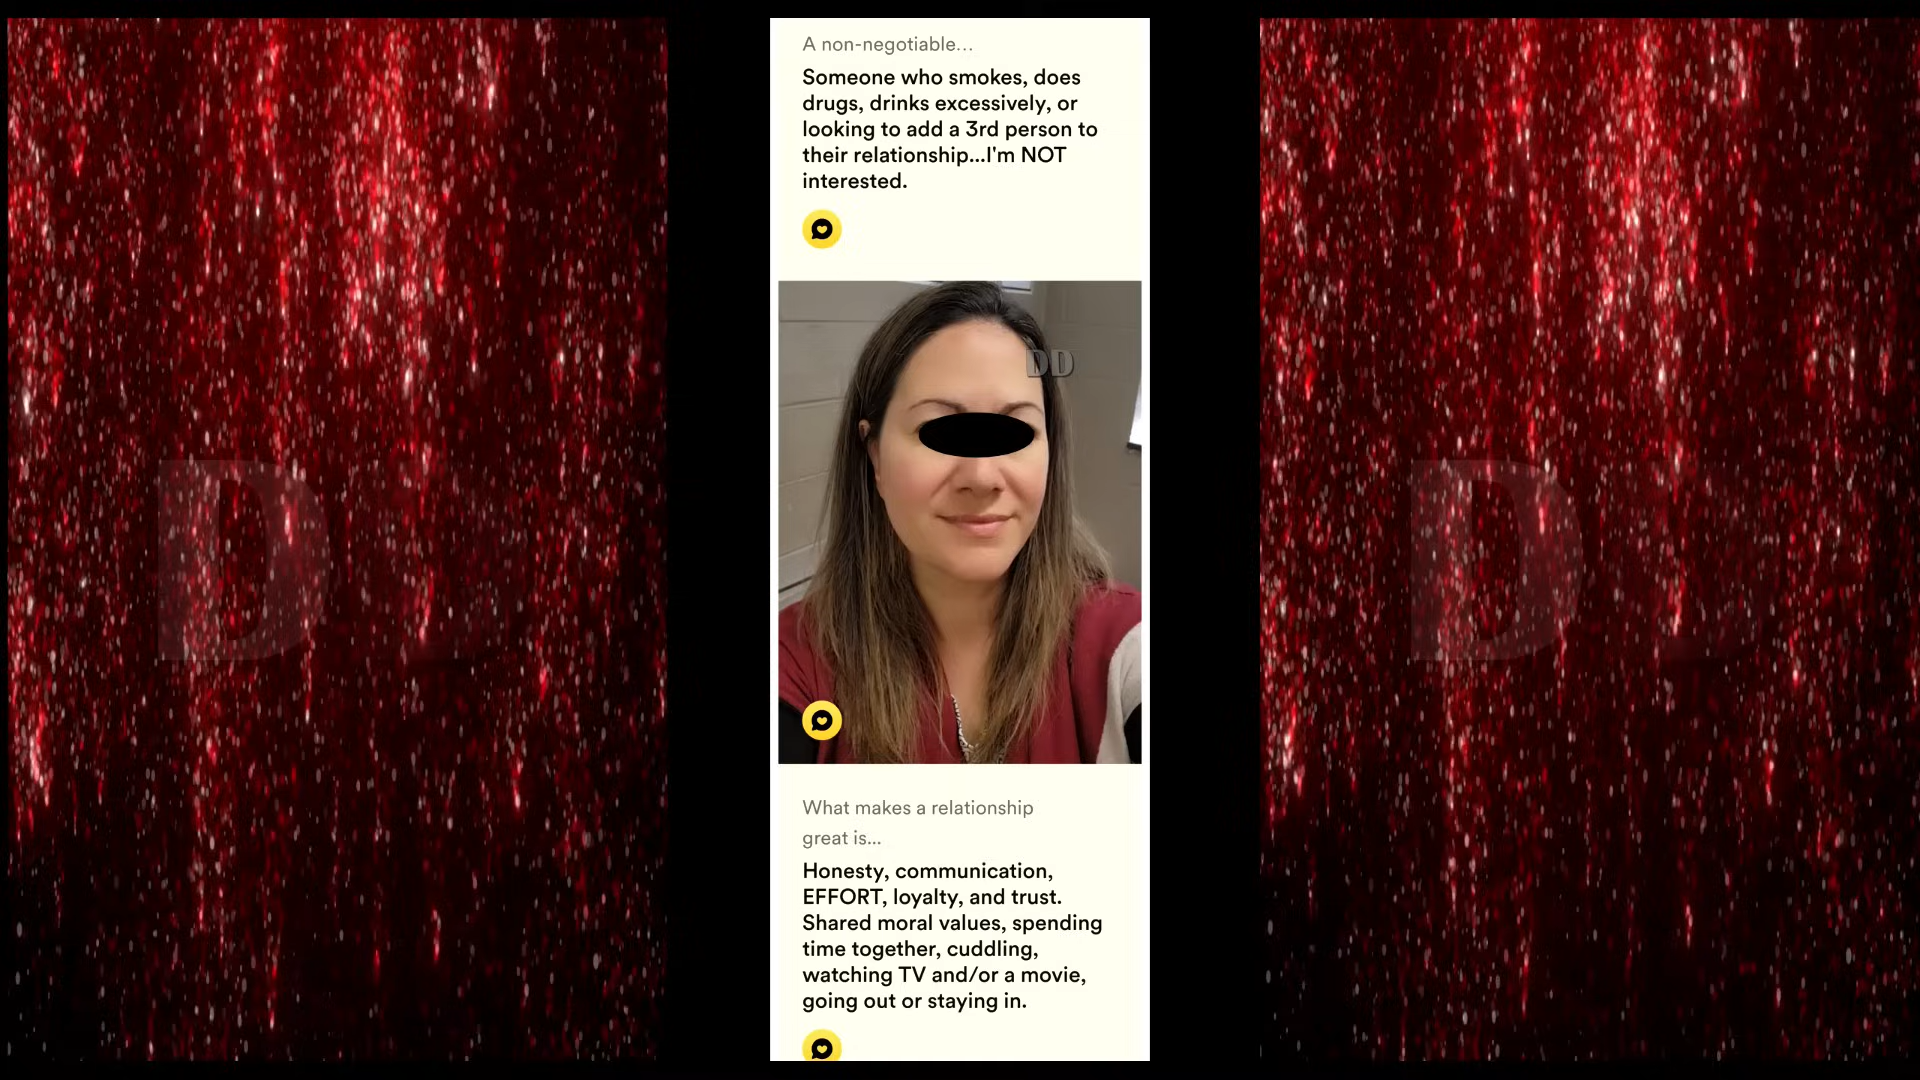 A non-negotiable...
Someone who smokes, does
drugs, drinks excessively, or
looking to add a 3rd person to
their relationship...I'm NOT
interested.
DD
D
D
What makes a relationship
great is...
Honesty, communication,
EFFORT, loyalty, and trust.
Shared moral values, spending
time together, cuddling,
watching TV and/or a movie,
going out or staying in.